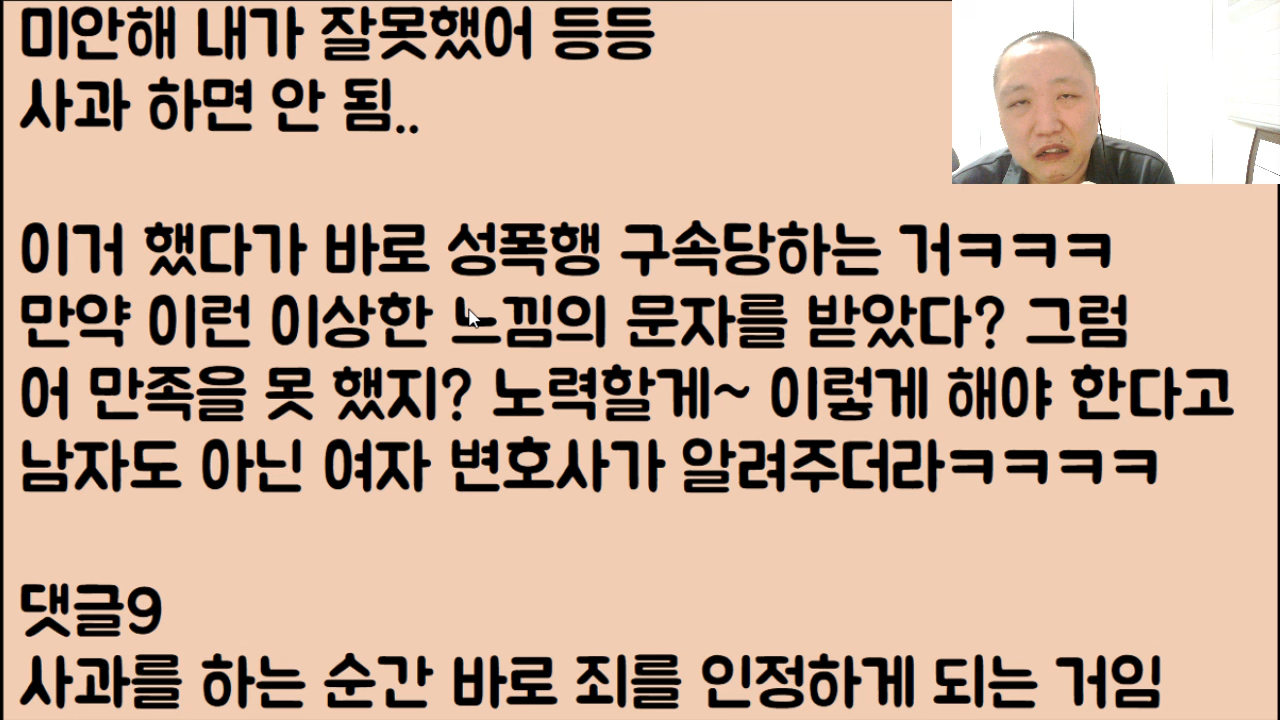 미안해 내가 잘못했어 등등
사과 하면 안 됨..
이거 했다가 바로 성폭행 구속당하는 거ㅋㅋㅋ
만약 이런 이상한 느낌의 문자를 받았다? 그럼
어 만족을 못 했지? 노력할게~ 이렇게 해야 한다고
남자도 아닌 여자 변호사가 알려주더라ㅋㅋㅋㅋ
댓글9
사과를 하는 순간 바로 죄를 인정하게 되는 거임